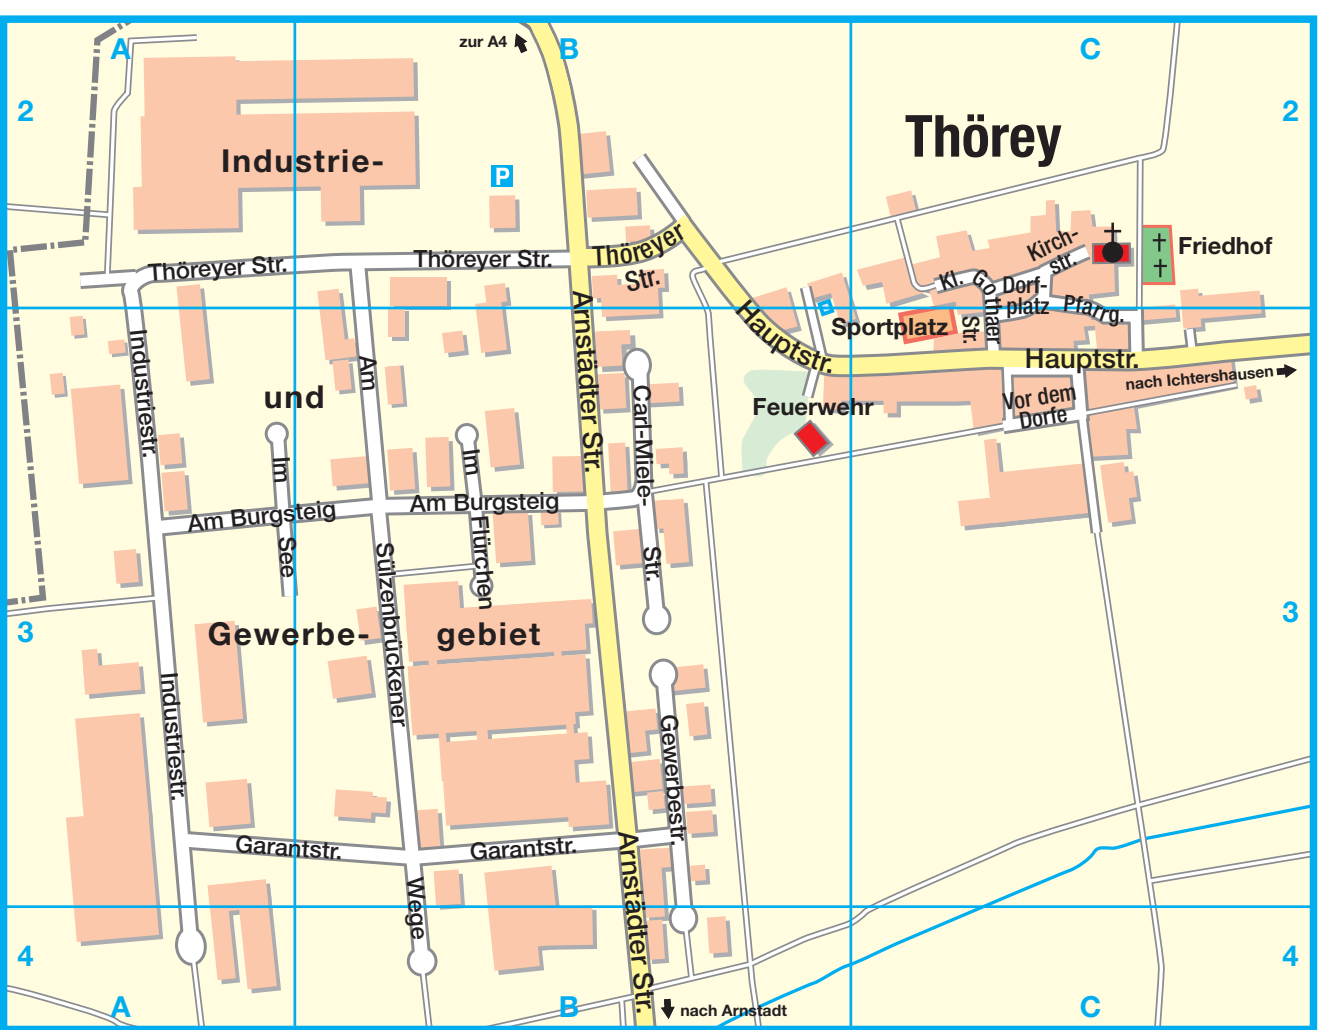 A
B
C
zur A4
2
2
Thörey
Industrie-
P
Thöreyer Str.
Thöreyer Str.
Thöreyer
Str.
Kirch-
str.
Friedhof
Kl. Gothaer
Str.
Dorf-
platz
Pfarrg.
Sportplatz
Hauptstr.
Hauptstr.
nach Ichtershausen
Vor dem
Dorfe
Feuerwehr
Industriestr.
Am
Arnstädter Str.
Carl-Miele-
Str.
und
Im
See
Im
Flürchen
Am Burgsteig
Am Burgsteig
Sülzenbrückener
Wege
3
3
Gewerbe-
gebiet
Industriestr.
Gewerbestr.
Garantstr.
Garantstr.
Arnstädter Str.
4
4
A
B
C
nach Arnstadt